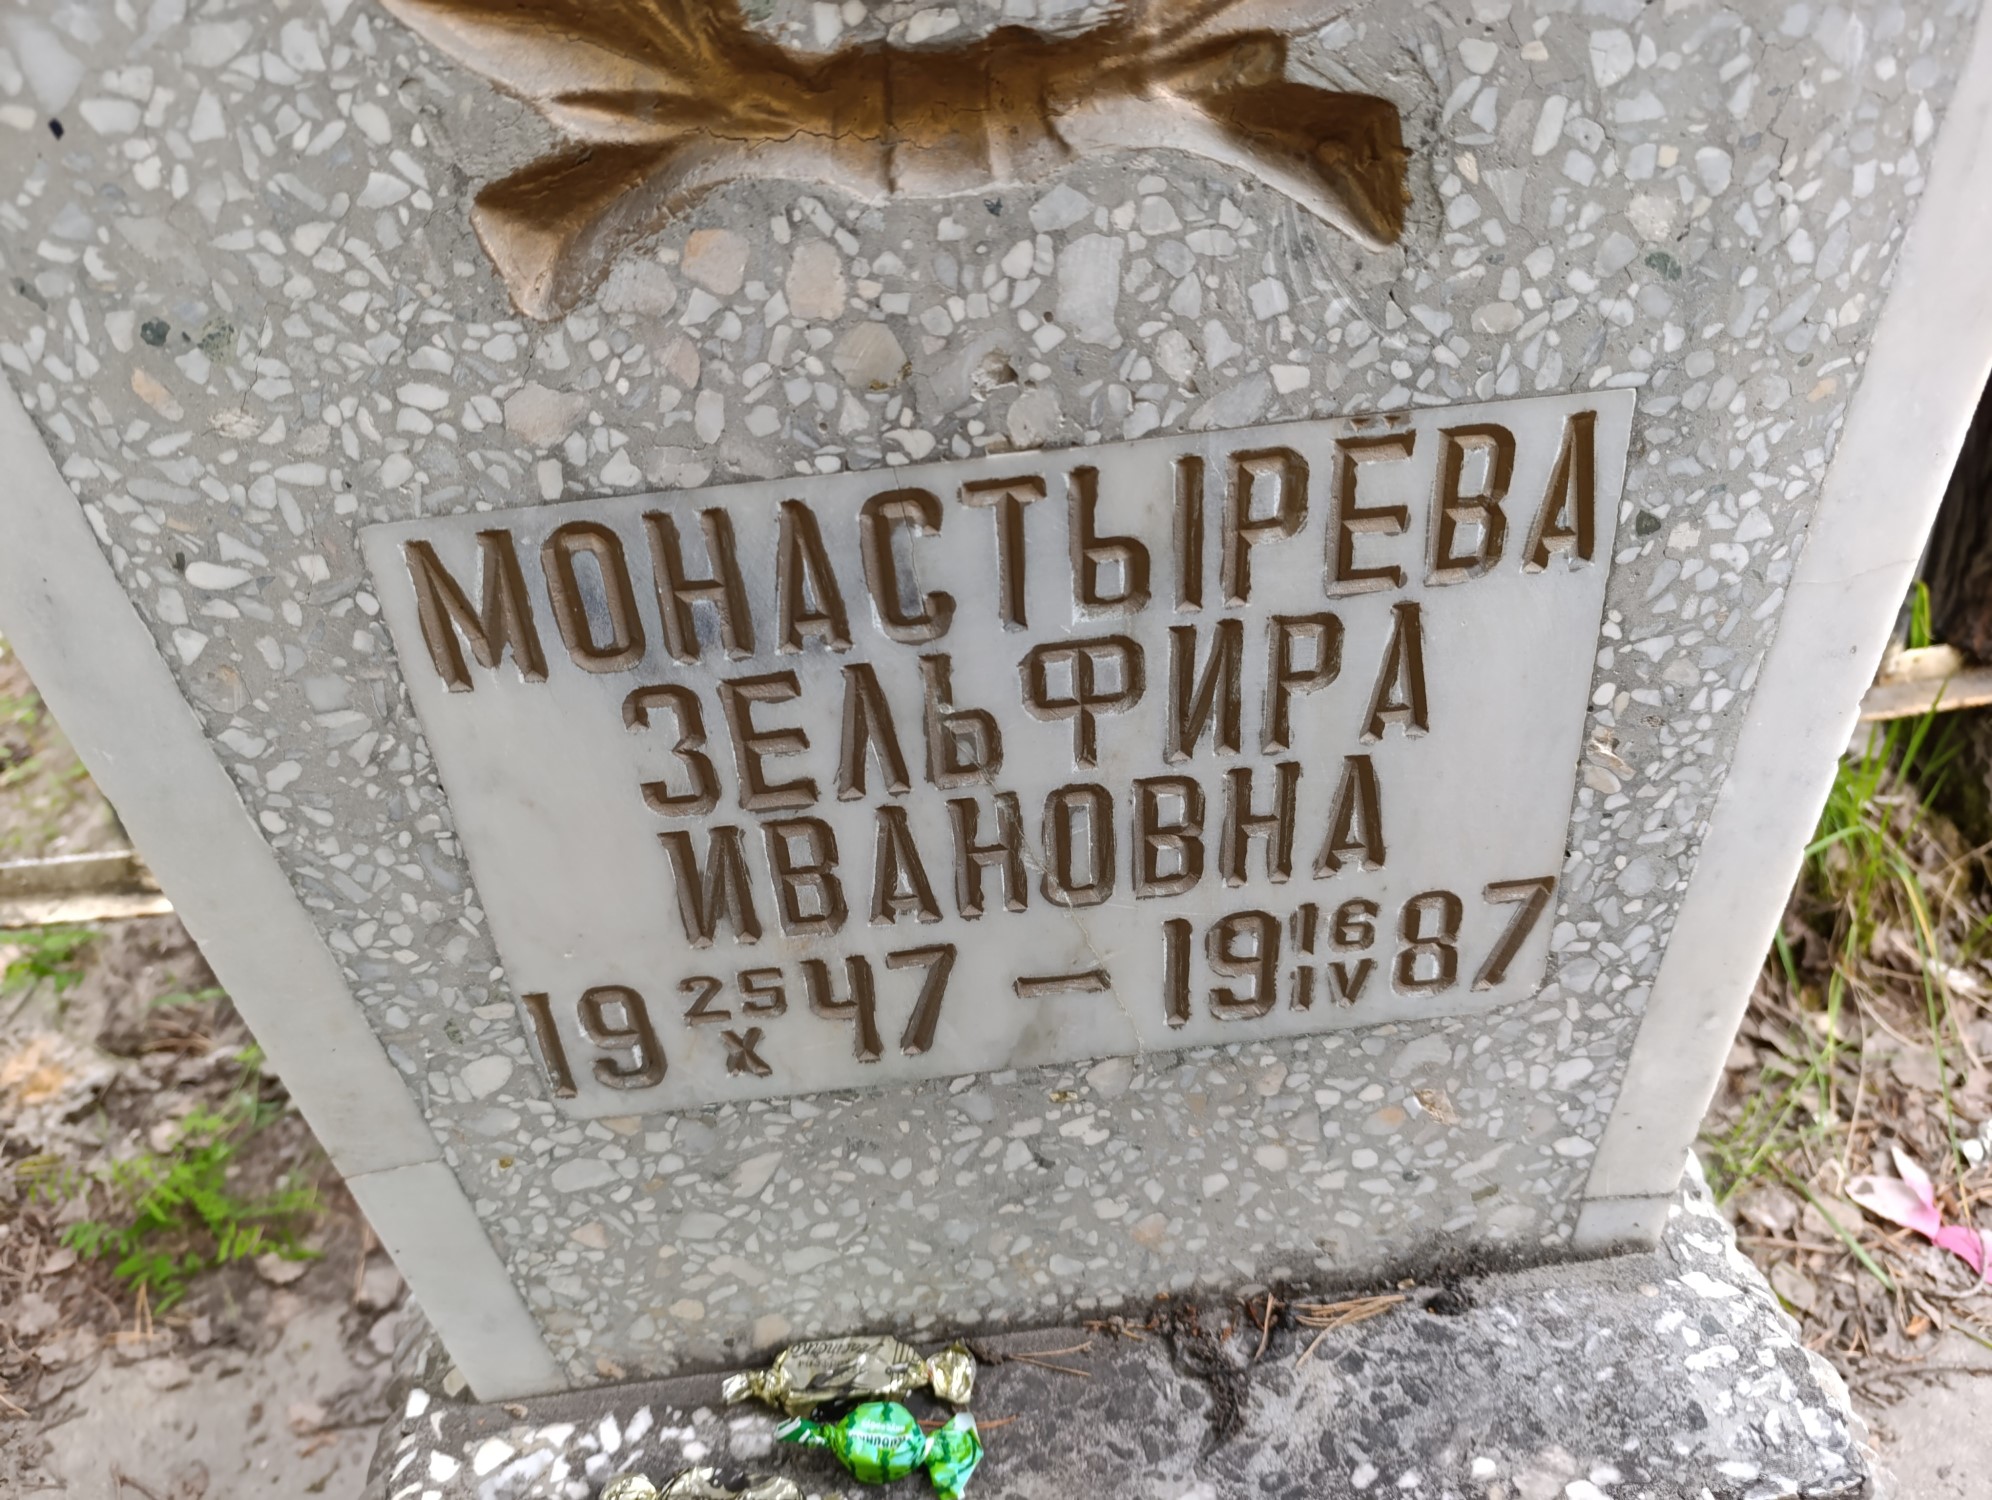 МОНАСТЫРЁВА
ЗЕЛЬФИРА
ИВАНОВНА
19 25/X 47 — 19 16/IV 87